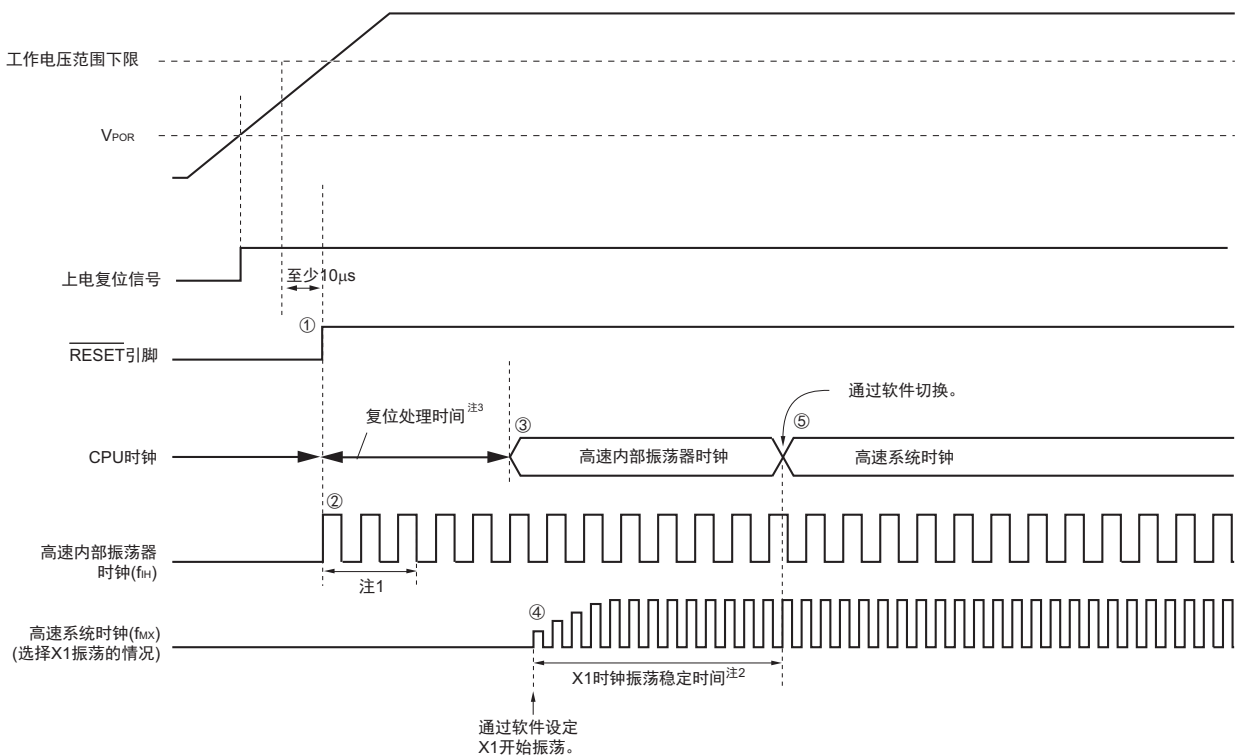 工作电压范围下限
VPOR
上电复位信号
至少10μs
①
RESET引脚
通过软件切换。
复位处理时间注3
③
⑤
CPU时钟
高速内部振荡器时钟
高速系统时钟
②
高速内部振荡器
时钟(fIH)
注1
④
高速系统时钟(fMX)
(选择X1振荡的情况)
X1时钟振荡稳定时间注2
通过软件设定
X1开始振荡。